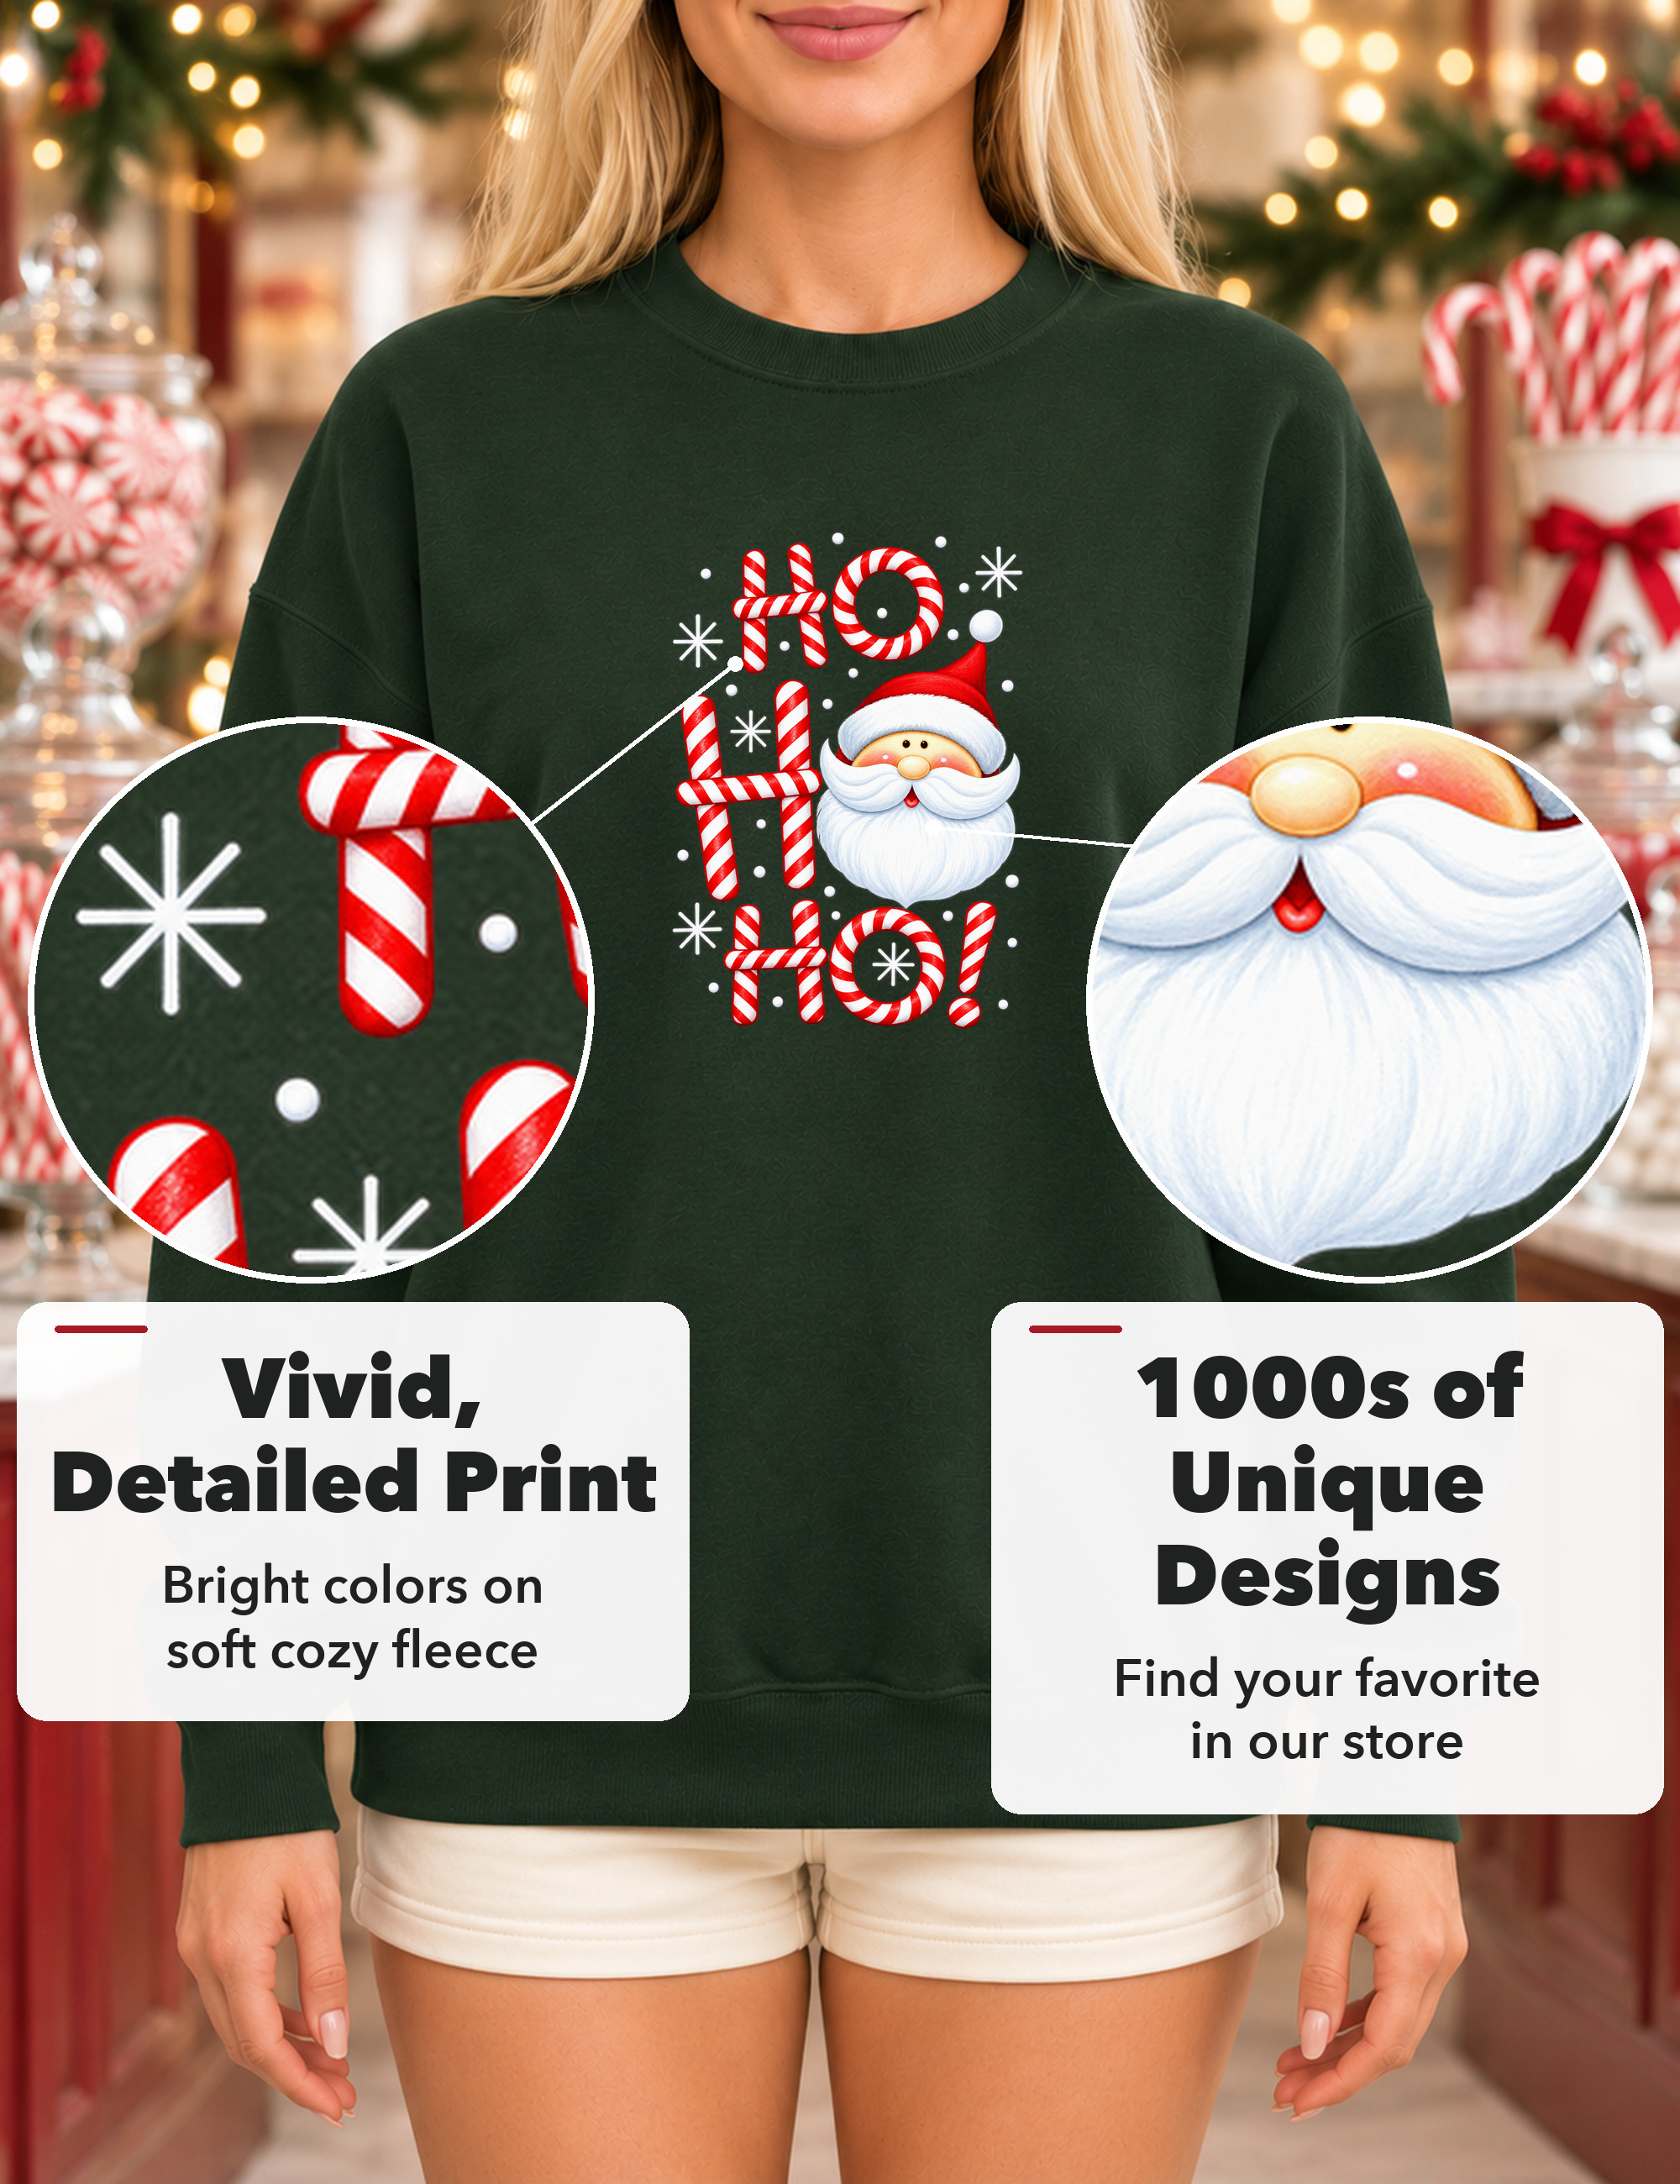 HO
H
HO!
Vivid,
Detailed Print
Bright colors on
soft cozy fleece
1000s of
Unique
Designs
Find your favorite
in our store